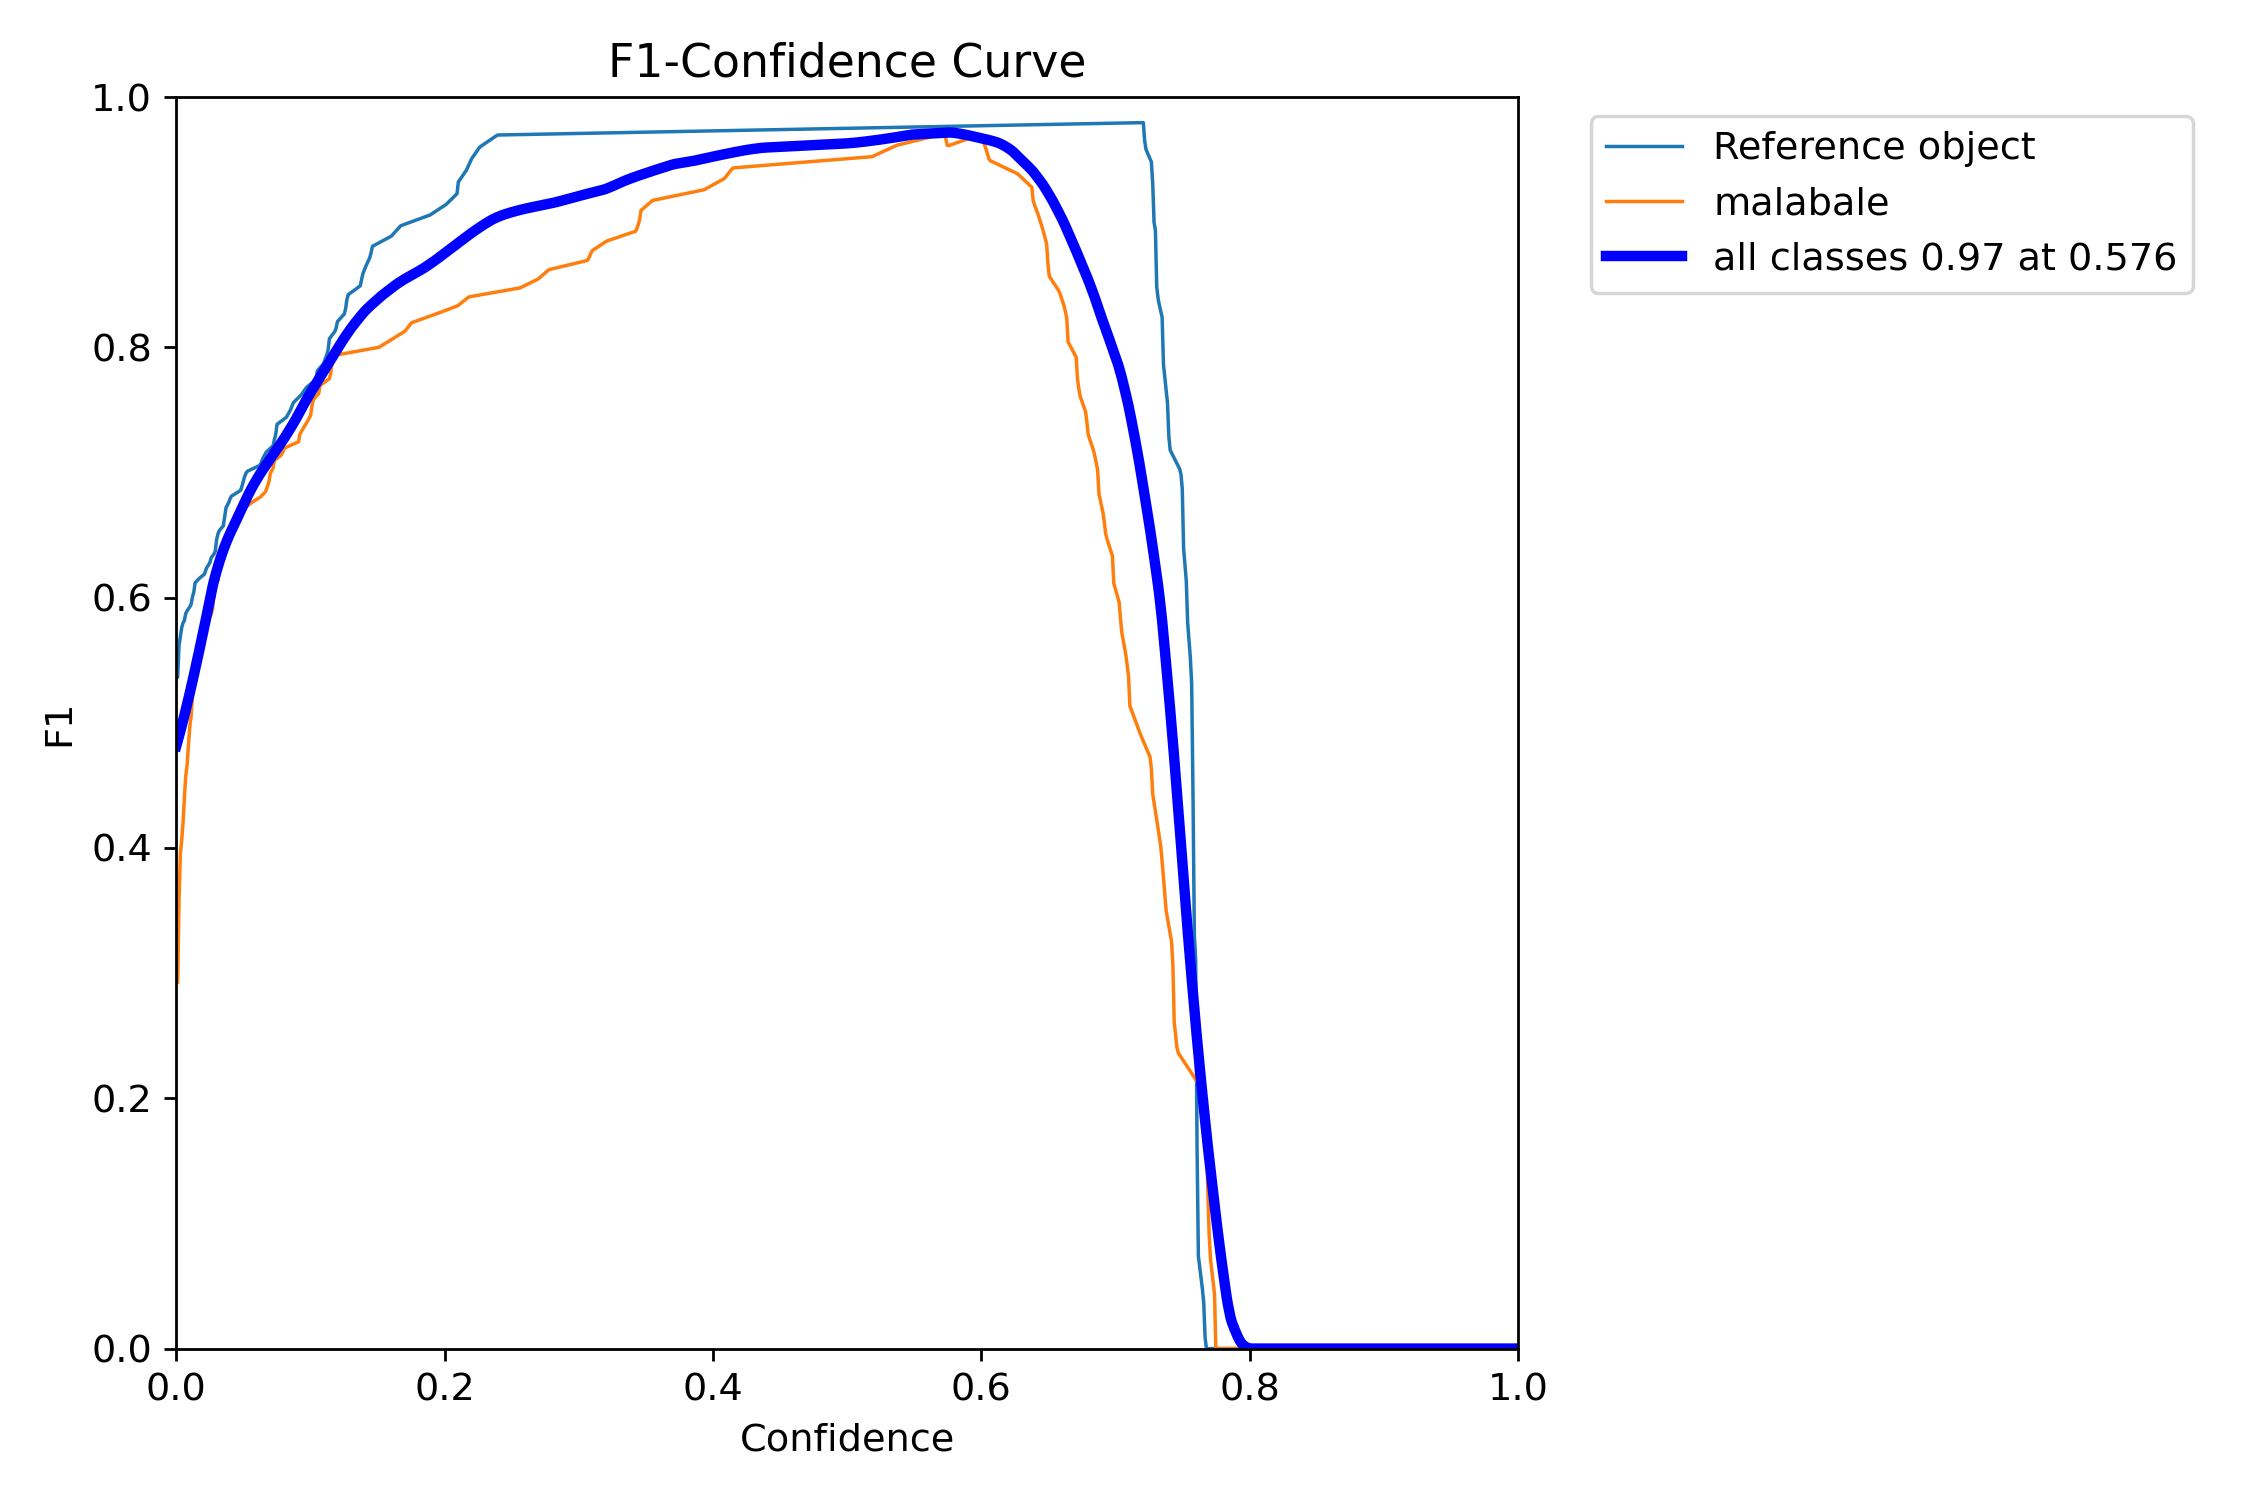 F1-Confidence Curve
1.0
0.8
0.6
0.4
0.2
0.0
F1
0.0 0.2 0.4 0.6 0.8 1.0
Confidence
Reference object
malabale
all classes 0.97 at 0.576